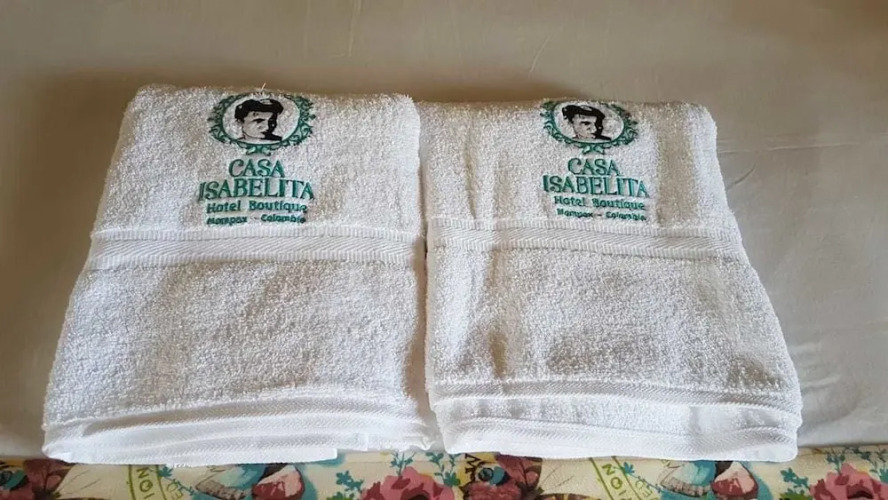 CASA
ISABELITA
Hotel Boutique
Mompox - Colombia
CASA
ISABELITA
Hotel Boutique
Mompox - Colombia